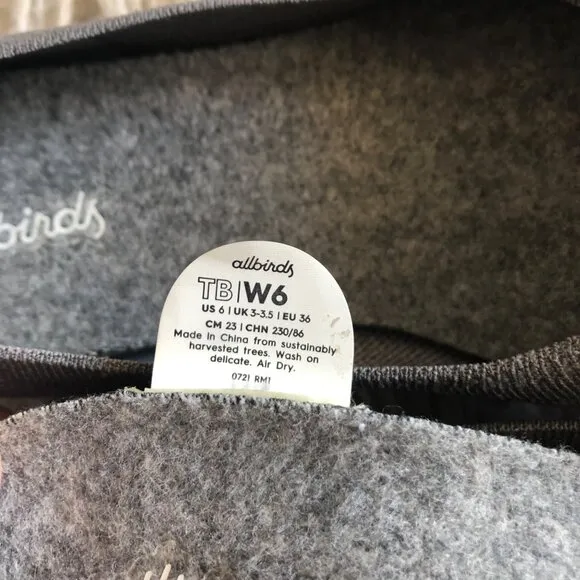 allbirds
allbirds
TB|W6
US 6 | UK 3-3.5 | EU 36
CM 23 | CHN 230/86
Made in China from sustainably
harvested trees. Wash on
delicate. Air Dry.
0721 RM1